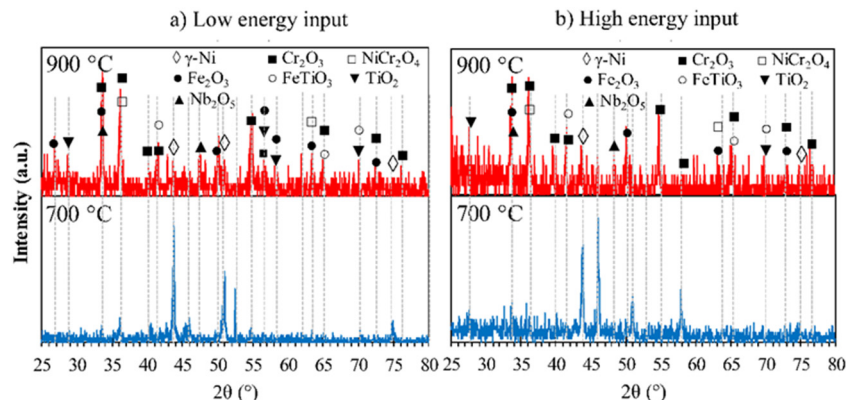 a) Low energy input
b) High energy input
900 °C
γ-Ni
Cr₂O₃
NiCr₂O₄
Fe₂O₃
FeTiO₃
TiO₂
Nb₂O₅
900 °C
γ-Ni
Cr₂O₃
NiCr₂O₄
Fe₂O₃
FeTiO₃
TiO₂
Nb₂O₅
Intensity (a.u.)
700 °C
700 °C
25 30 35 40 45 50 55 60 65 70 75 80
25 30 35 40 45 50 55 60 65 70 75 80
2θ (°)
2θ (°)